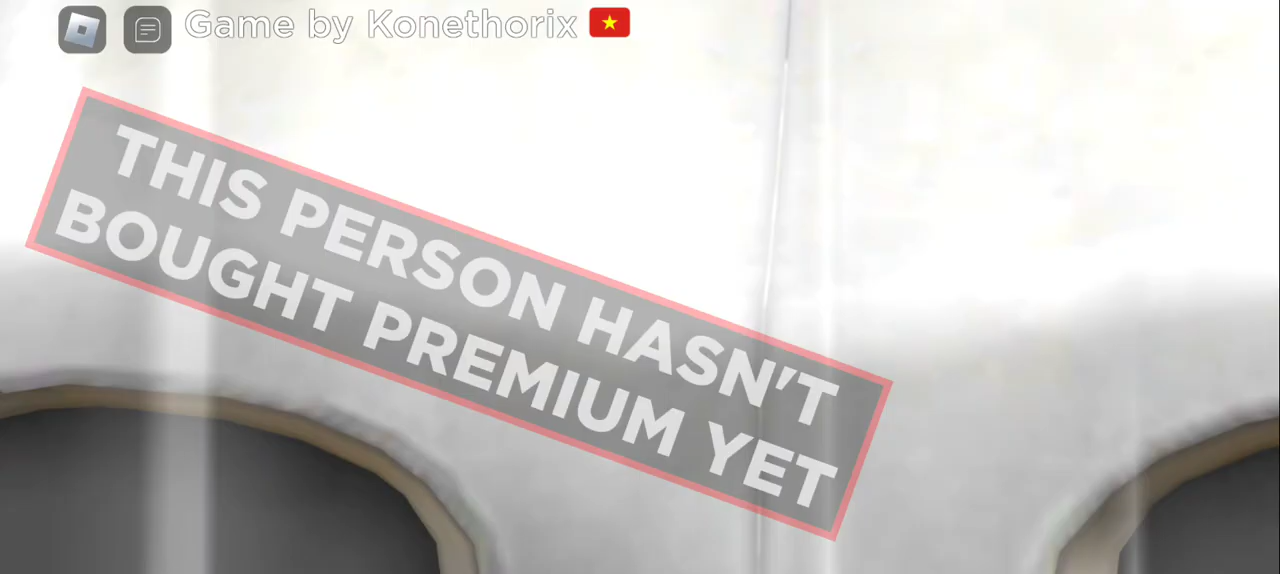 Game by Konethorix 🇻🇳
THIS PERSON HASN'T
BOUGHT PREMIUM YET